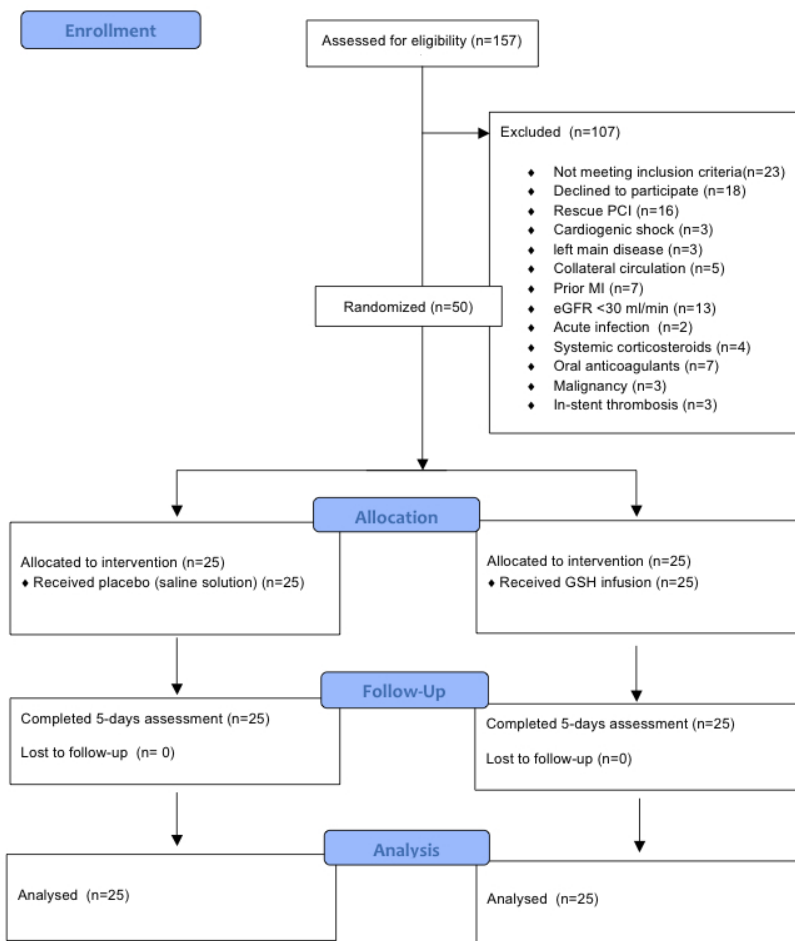 Enrollment
Assessed for eligibility (n=157)
Excluded (n=107)
♦ Not meeting inclusion criteria(n=23)
♦ Declined to participate (n=18)
♦ Rescue PCI (n=16)
♦ Cardiogenic shock (n=3)
♦ left main disease (n=3)
♦ Collateral circulation (n=5)
♦ Prior MI (n=7)
♦ eGFR <30 ml/min (n=13)
♦ Acute infection (n=2)
♦ Systemic corticosteroids (n=4)
♦ Oral anticoagulants (n=7)
♦ Malignancy (n=3)
♦ In-stent thrombosis (n=3)
Randomized (n=50)
Allocation
Allocated to intervention (n=25)
♦ Received placebo (saline solution) (n=25)
Allocated to intervention (n=25)
♦ Received GSH infusion (n=25)
Follow-Up
Completed 5-days assessment (n=25)
Lost to follow-up (n= 0)
Completed 5-days assessment (n=25)
Lost to follow-up (n=0)
Analysis
Analysed (n=25)
Analysed (n=25)